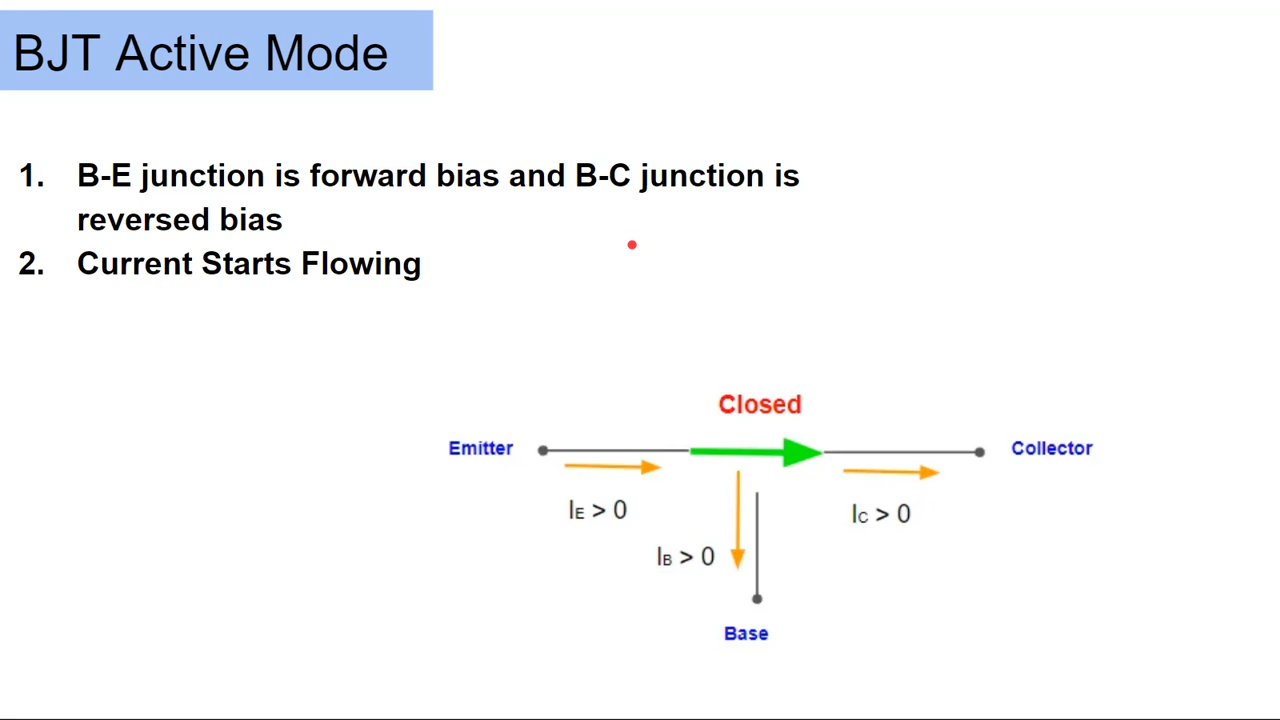 BJT Active Mode
1. B-E junction is forward bias and B-C junction is
reversed bias
2. Current Starts Flowing
Closed
Emitter
Collector
IE > 0
IC > 0
IB > 0
Base